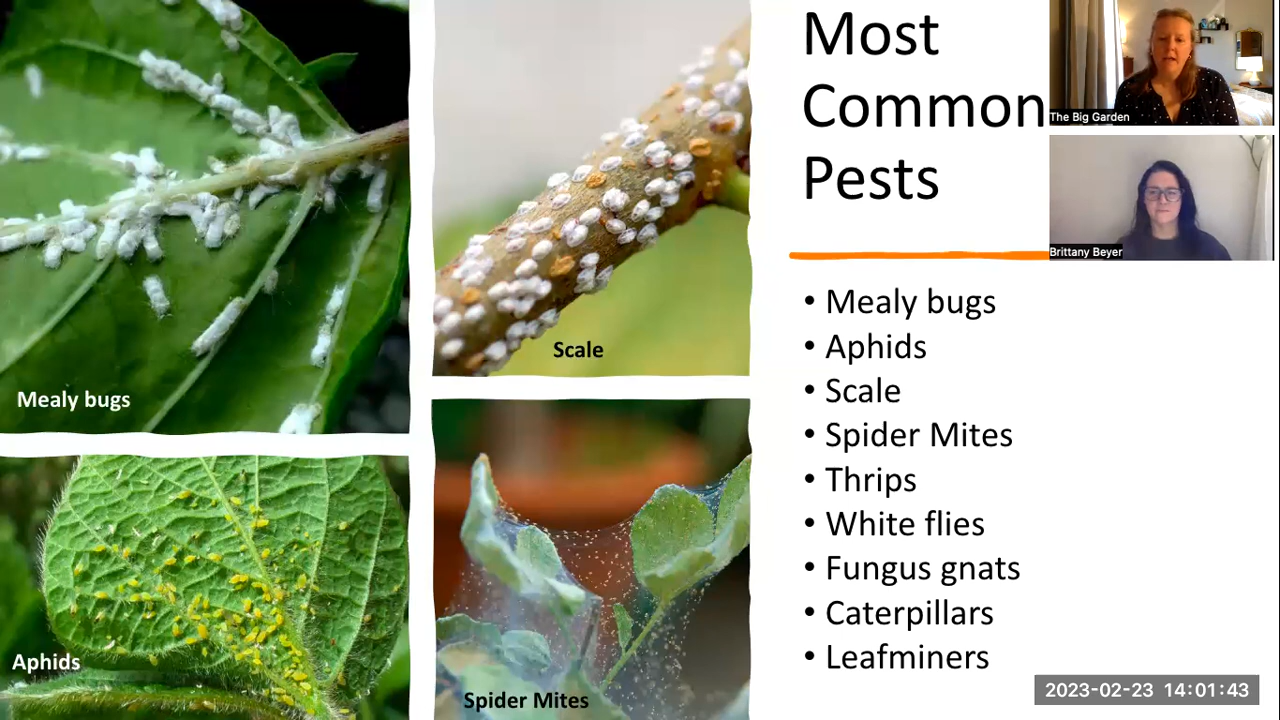 Most
Common
Pests
The Big Garden
Brittany Beyer
Mealy bugs
Scale
Aphids
Spider Mites
• Mealy bugs
• Aphids
• Scale
• Spider Mites
• Thrips
• White flies
• Fungus gnats
• Caterpillars
• Leafminers
2023-02-23 14:01:43